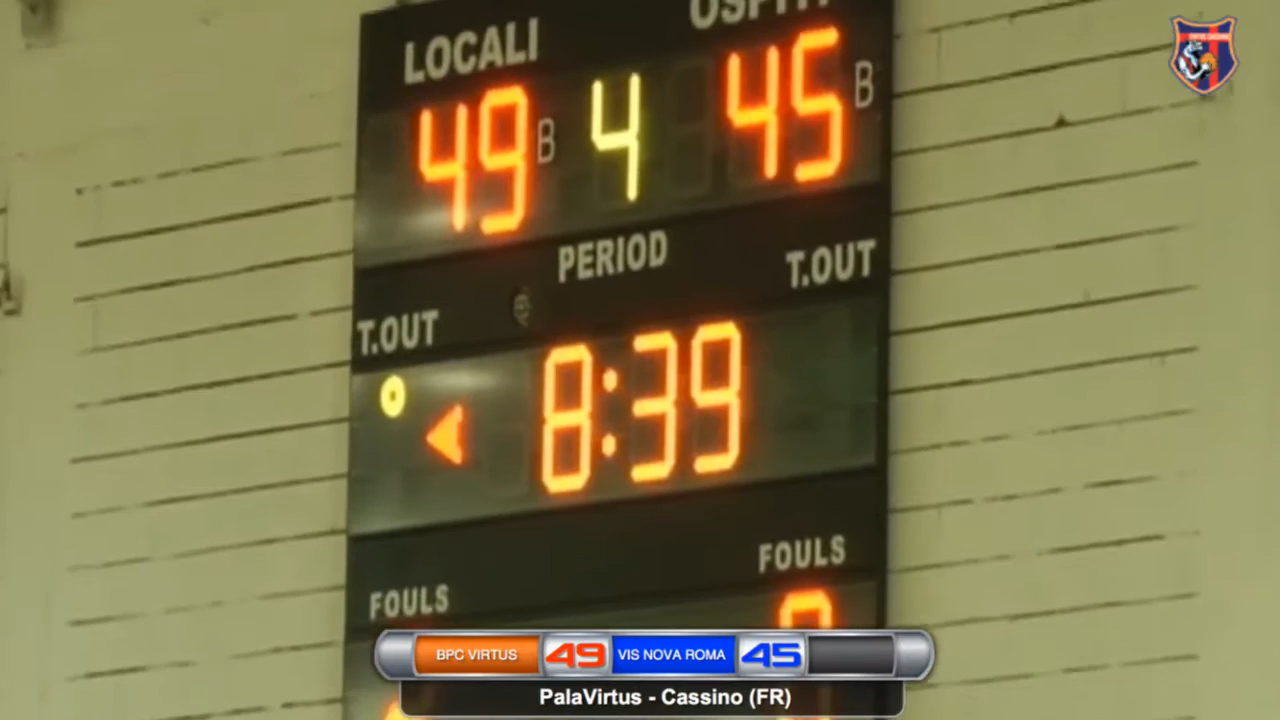 LOCALI OSPITI
49 B 4 45 B
PERIOD
T.OUT T.OUT
8:39
FOULS FOULS
BPC VIRTUS 49 VIS NOVA ROMA 45
PalaVirtus - Cassino (FR)